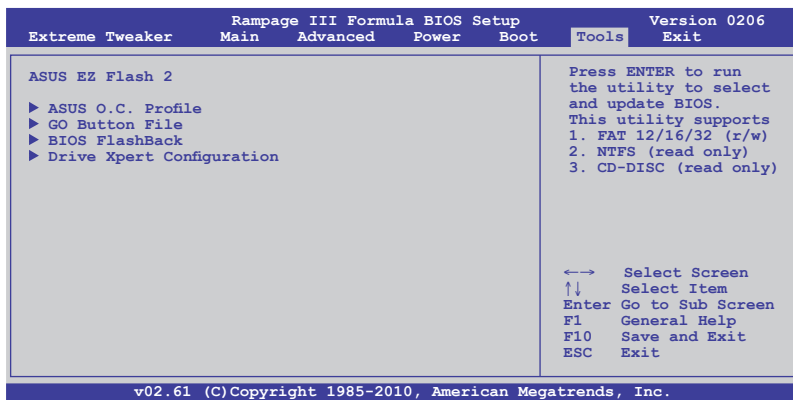 Rampage III Formula BIOS Setup Version 0206
Extreme Tweaker Main Advanced Power Boot Tools Exit
ASUS EZ Flash 2
▶ ASUS O.C. Profile
▶ GO Button File
▶ BIOS FlashBack
▶ Drive Xpert Configuration
Press ENTER to run
the utility to select
and update BIOS.
This utility supports
1. FAT 12/16/32 (r/w)
2. NTFS (read only)
3. CD-DISC (read only)
←→ Select Screen
↑↓ Select Item
Enter Go to Sub Screen
F1 General Help
F10 Save and Exit
ESC Exit
v02.61 (C)Copyright 1985-2010, American Megatrends, Inc.